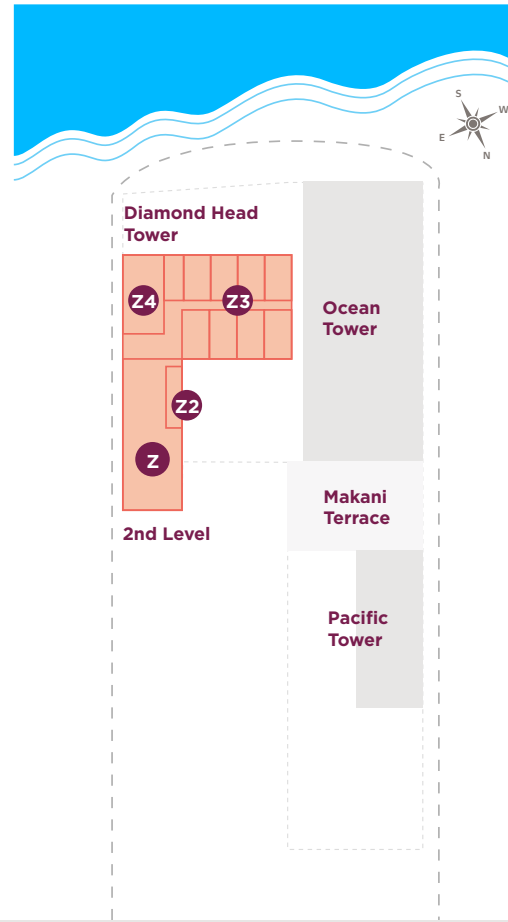 S
W
E
N
Diamond Head
Tower
Z4
Z3
Ocean
Tower
Z2
Z
Makani
Terrace
2nd Level
Pacific
Tower